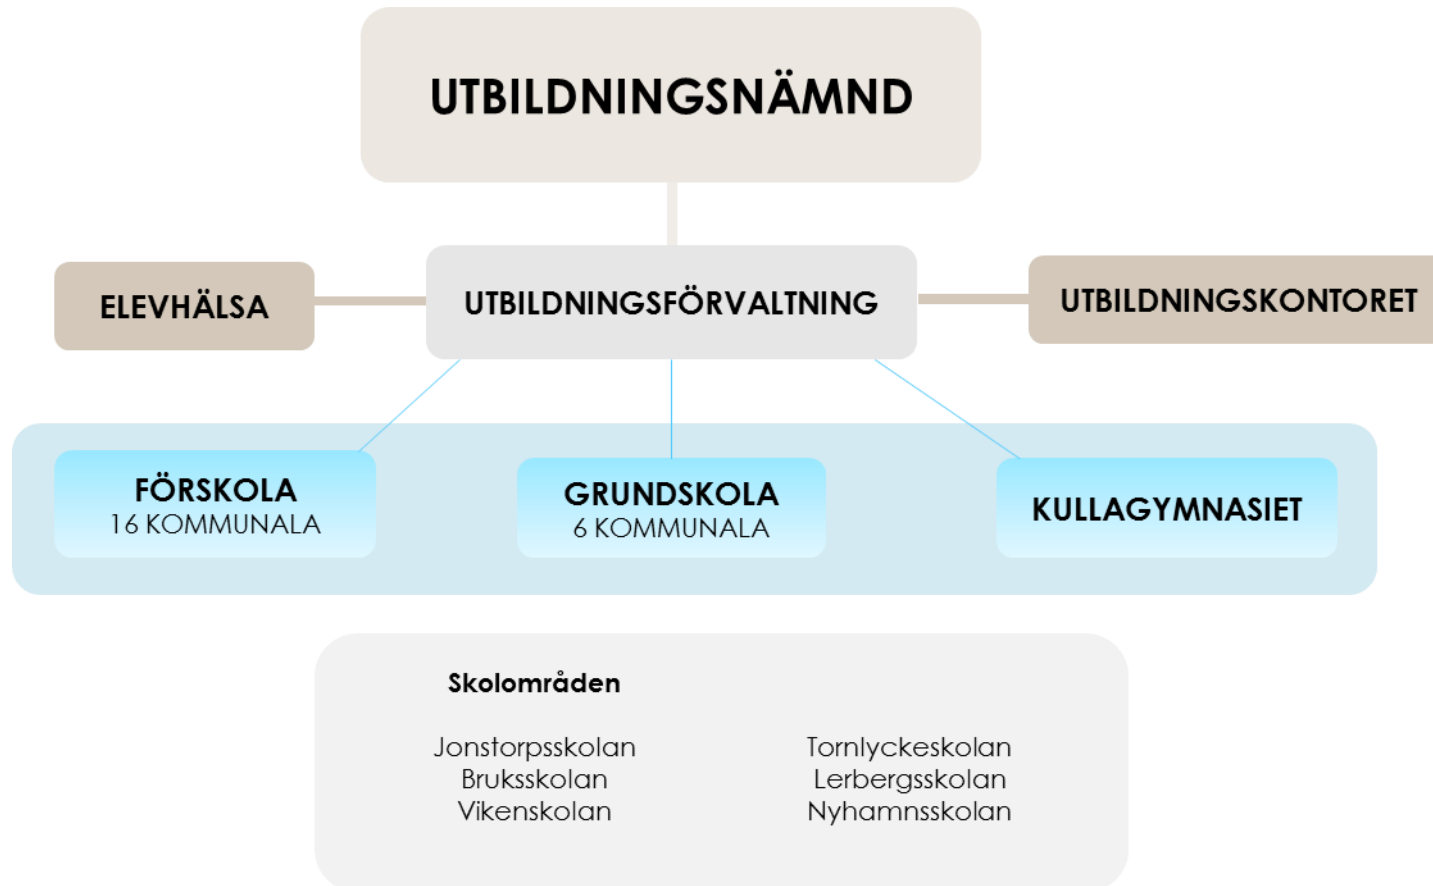 UTBILDNINGSNÄMND
ELEVHÄLSA
UTBILDNINGSFÖRVALTNING
UTBILDNINGSKONTORET
FÖRSKOLA
16 KOMMUNALA
GRUNDSKOLA
6 KOMMUNALA
KULLAGYMNASIET
Skolområden
Jonstorpsskolan
Bruksskolan
Vikenskolan
Tornlyckeskolan
Lerbergsskolan
Nyhamnsskolan